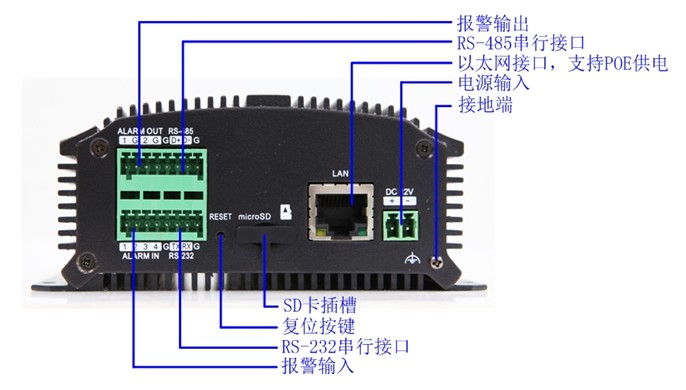 报警输出
RS-485串行接口
以太网接口，支持POE供电
电源输入
接地端
ALARM OUT RS-485
1 G 2 G G D+ D- G
LAN
DC 12V
+ −
RESET microSD
1 2 3 4 G TX RX G
ALARM IN RS-232
SD卡插槽
复位按键
RS-232串行接口
报警输入